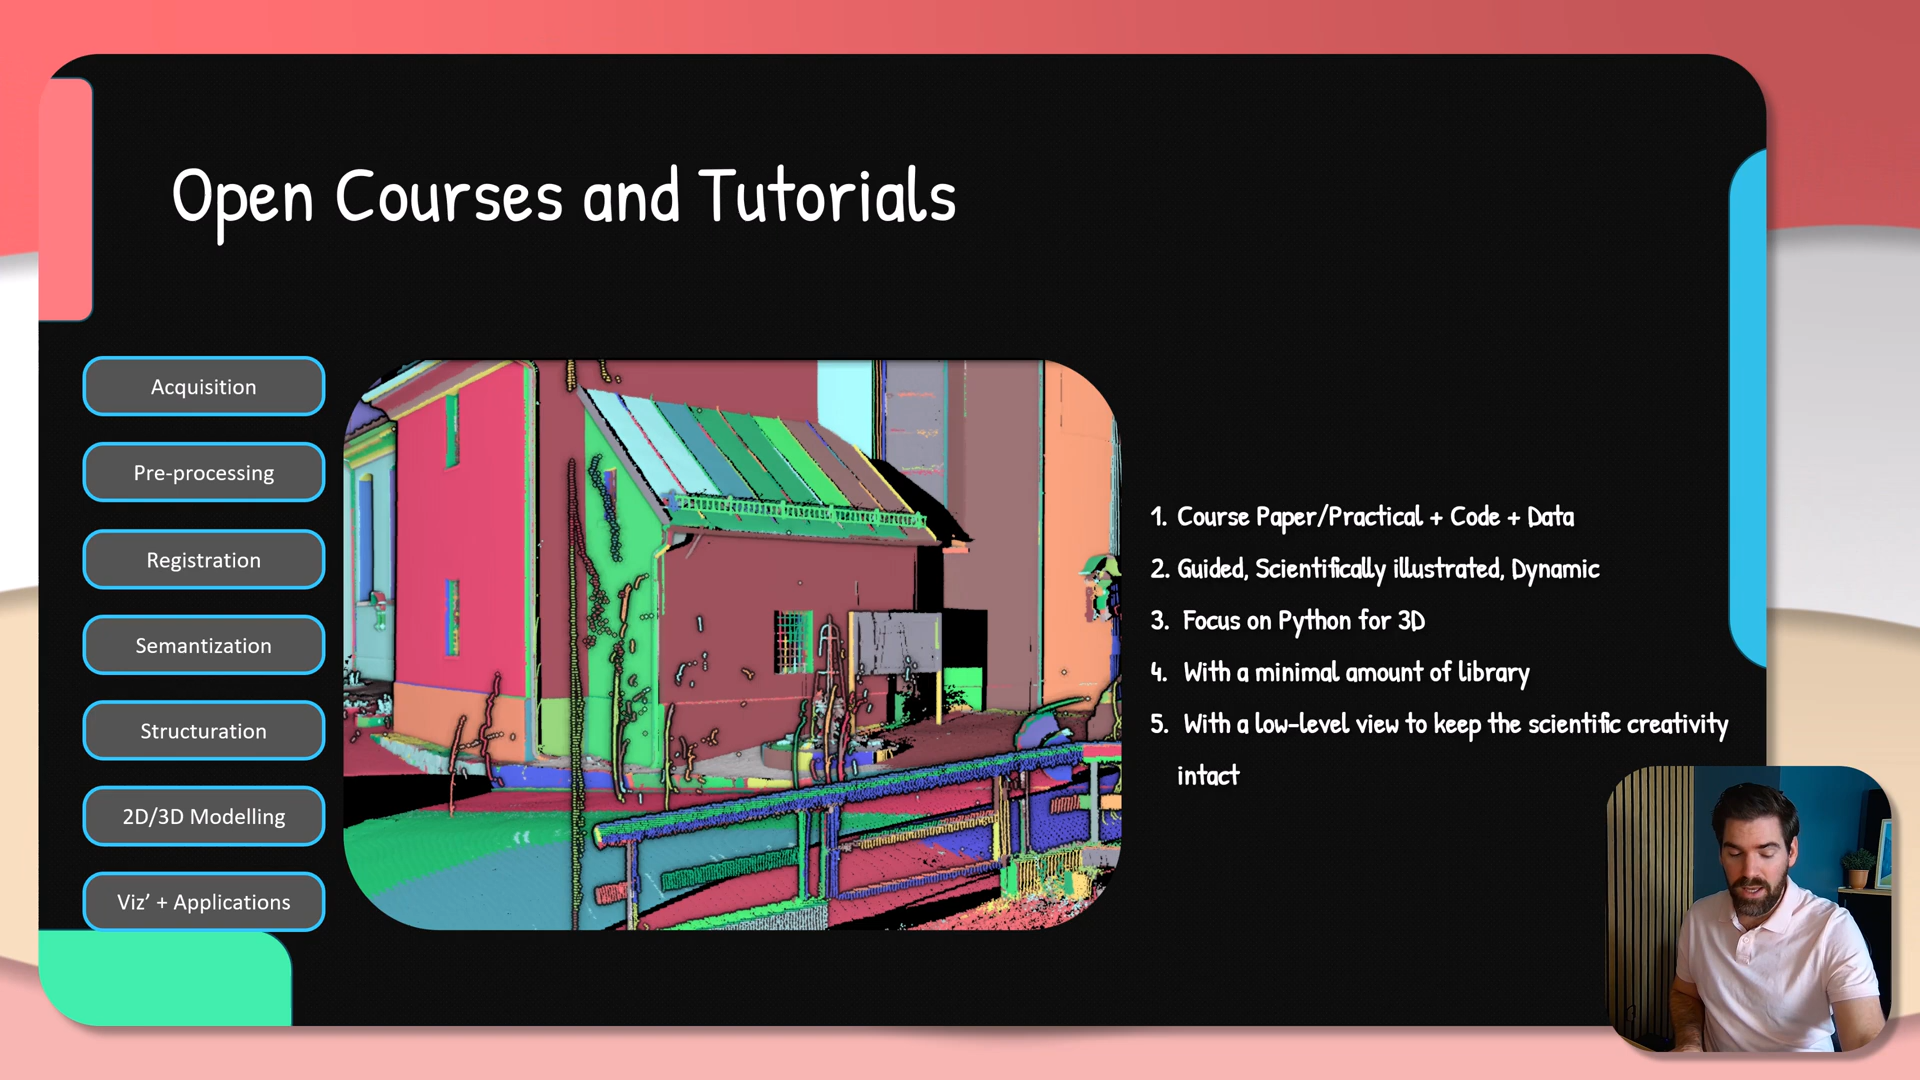 Open Courses and Tutorials
Acquisition
Pre-processing
Registration
Semantization
Structuration
2D/3D Modelling
Viz’ + Applications
1. Course Paper/Practical + Code + Data
2. Guided, Scientifically illustrated, Dynamic
3. Focus on Python for 3D
4. With a minimal amount of library
5. With a low-level view to keep the scientific creativity
intact